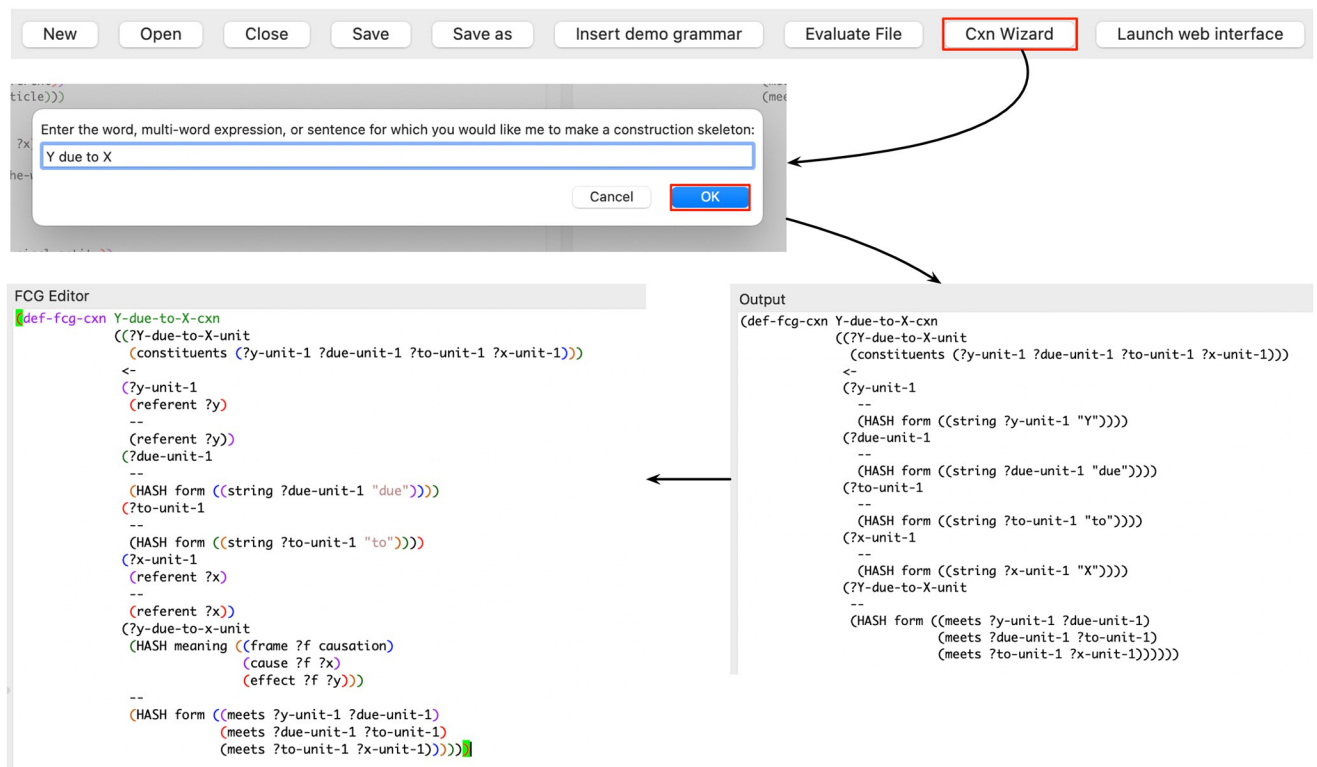 New Open Close Save Save as Insert demo grammar Evaluate File Cxn Wizard Launch web interface
ticle)))
(mee
Enter the word, multi-word expression, or sentence for which you would like me to make a construction skeleton:
?x
Y due to X
he-w
Cancel OK
FCG Editor
(def-fcg-cxn Y-due-to-X-cxn
((?Y-due-to-X-unit
(constituents (?y-unit-1 ?due-unit-1 ?to-unit-1 ?x-unit-1)))
<-
(?y-unit-1
(referent ?y)
--
(referent ?y))
(?due-unit-1
--
(HASH form ((string ?due-unit-1 "due"))))
(?to-unit-1
--
(HASH form ((string ?to-unit-1 "to"))))
(?x-unit-1
(referent ?x)
--
(referent ?x))
(?y-due-to-x-unit
(HASH meaning ((frame ?f causation)
(cause ?f ?x)
(effect ?f ?y)))
--
(HASH form ((meets ?y-unit-1 ?due-unit-1)
(meets ?due-unit-1 ?to-unit-1)
(meets ?to-unit-1 ?x-unit-1))))))
Output
(def-fcg-cxn Y-due-to-X-cxn
((?Y-due-to-X-unit
(constituents (?y-unit-1 ?due-unit-1 ?to-unit-1 ?x-unit-1)))
<-
(?y-unit-1
--
(HASH form ((string ?y-unit-1 "Y"))))
(?due-unit-1
--
(HASH form ((string ?due-unit-1 "due"))))
(?to-unit-1
--
(HASH form ((string ?to-unit-1 "to"))))
(?x-unit-1
--
(HASH form ((string ?x-unit-1 "X"))))
(?Y-due-to-X-unit
--
(HASH form ((meets ?y-unit-1 ?due-unit-1)
(meets ?due-unit-1 ?to-unit-1)
(meets ?to-unit-1 ?x-unit-1))))))